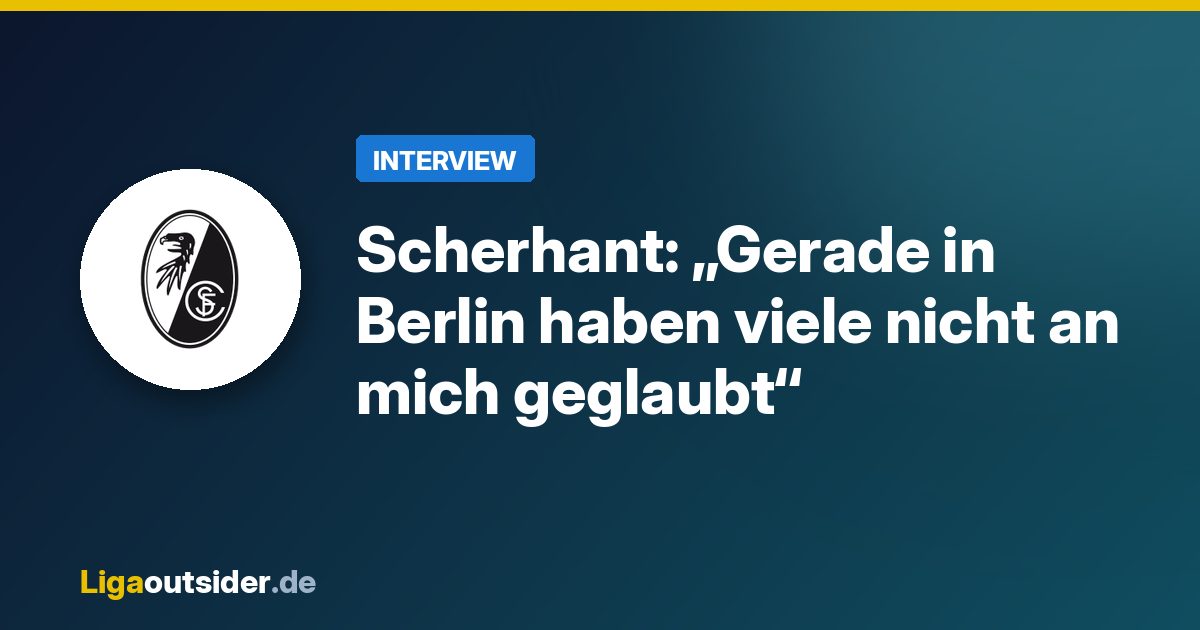 INTERVIEW
Scherhant: „Gerade in
Berlin haben viele nicht an
mich geglaubt“
Ligaoutsider.de